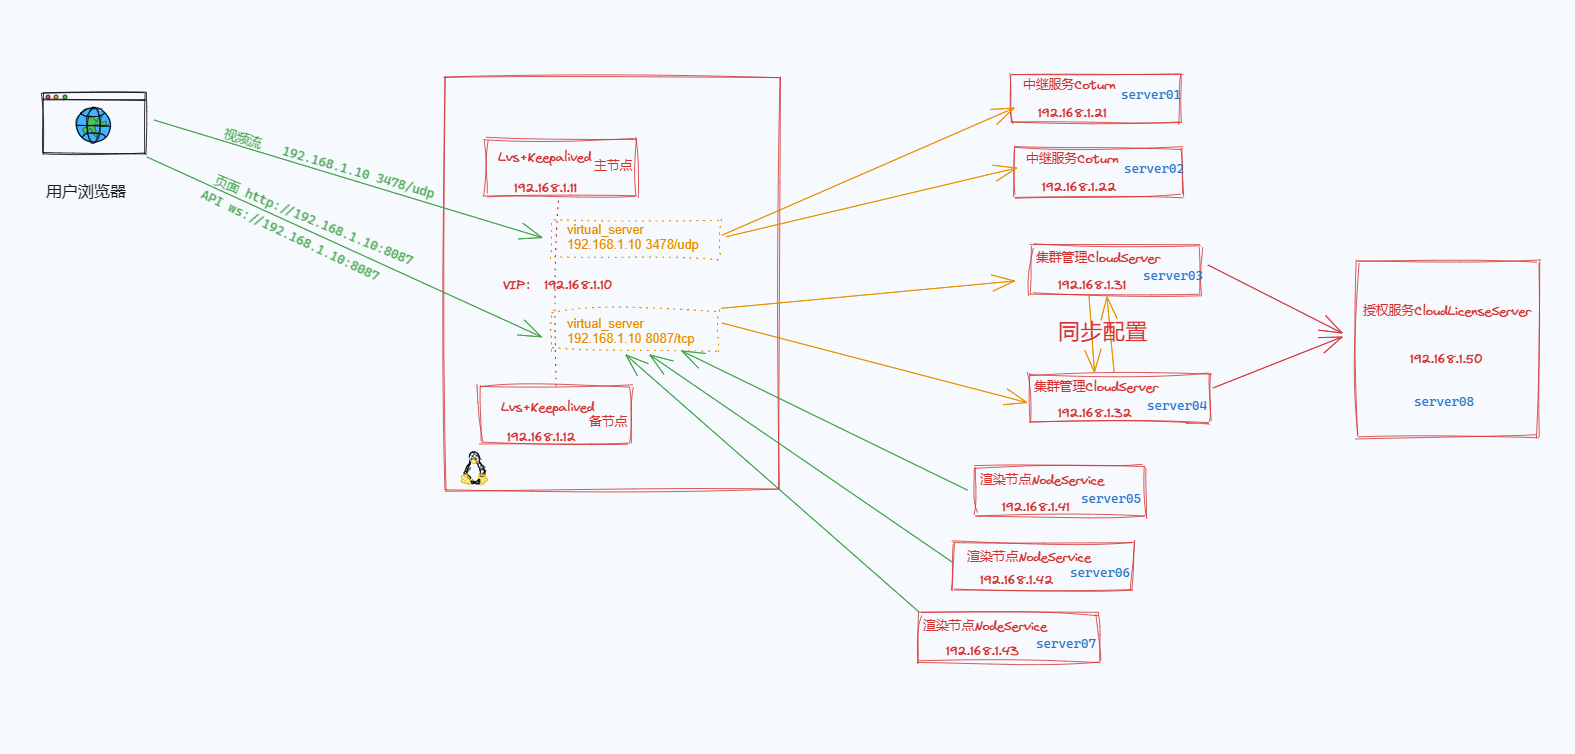 用户浏览器
视频流 192.168.1.10 3478/udp
页面 http://192.168.1.10:8087
API ws://192.168.1.10:8087
Lvs+Keepalived 主节点
192.168.1.11
virtual_server
192.168.1.10 3478/udp
VIP: 192.168.1.10
virtual_server
192.168.1.10 8087/tcp
Lvs+Keepalived
备节点
192.168.1.12
中继服务Coturn
server01
192.168.1.21
中继服务Coturn
server02
192.168.1.22
集群管理CloudServer
server03
192.168.1.31
同步配置
集群管理CloudServer
server04
192.168.1.32
渲染节点NodeService
server05
192.168.1.41
渲染节点NodeService
server06
192.168.1.42
渲染节点NodeService
server07
192.168.1.43
授权服务CloudLicenseServer
192.168.1.50
server08